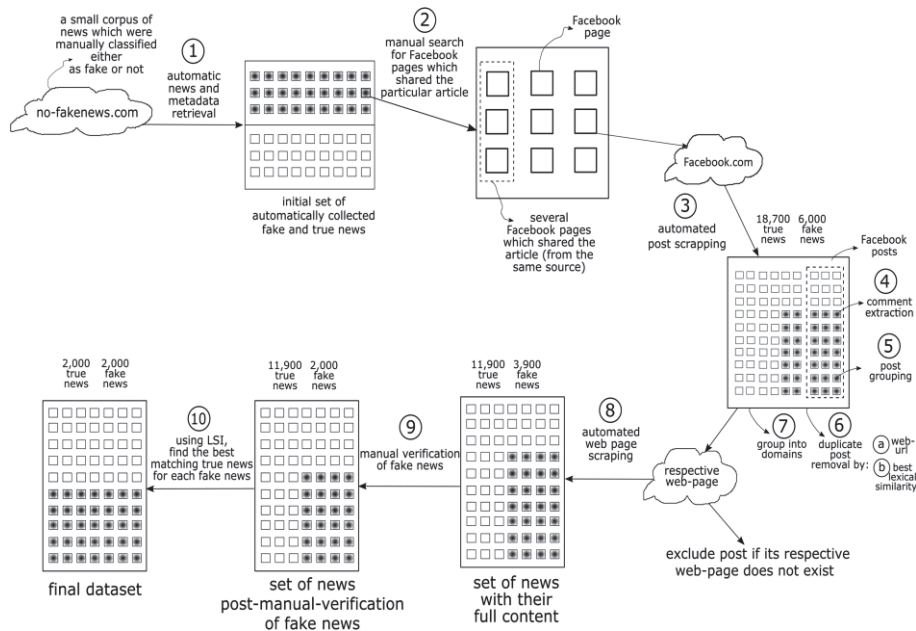 a small corpus of
news which were
manually classified
either
as fake or not
no-fakenews.com
1
automatic
news and
metadata
retrieval
initial set of
automatically collected
fake and true news
2
manual search
for Facebook
pages which
shared the
particular article
Facebook
page
several
Facebook pages
which shared the
article (from
the same source)
Facebook.com
3
automated
post scrapping
18,700 6,000
true fake
news news
Facebook
posts
4
comment
extraction
5
post
grouping
6
duplicate
post
removal by:
a web-
url
b best
lexical
similarity
7
group into
domains
respective
web-page
exclude post if its respective
web-page does not exist
8
automated
web page
scraping
11,900 3,900
true fake
news news
set of news
with their
full content
9
manual verification
of fake news
11,900 2,000
true fake
news news
set of news
post-manual-verification
of fake news
10
using LSI,
find the best
matching true news
for each fake news
2,000 2,000
true fake
news news
final dataset